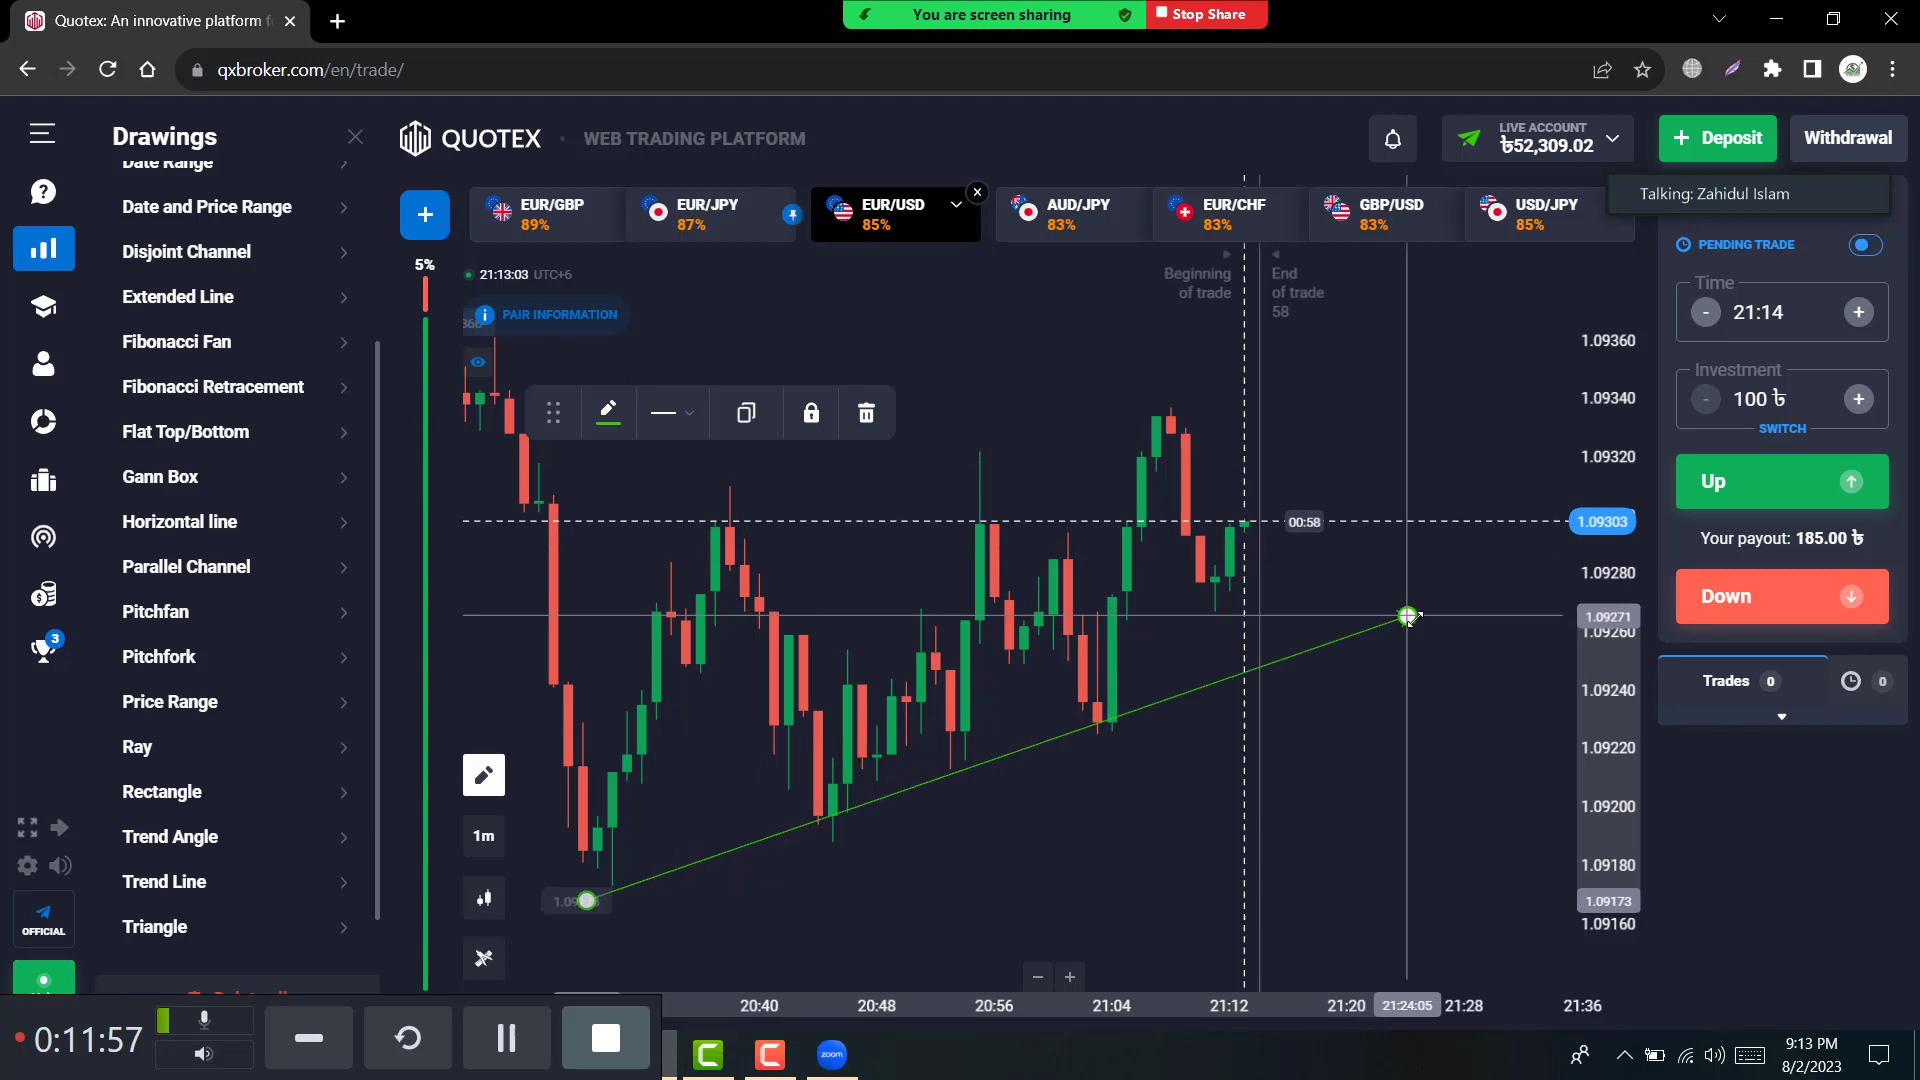 Quotex: An innovative platform f
You are screen sharing
Stop Share
qxbroker.com/en/trade/
Drawings
QUOTEX
WEB TRADING PLATFORM
LIVE ACCOUNT
৳52,309.02
+ Deposit
Withdrawal
Talking: Zahidul Islam
Date Range
Date and Price Range
Disjoint Channel
Extended Line
Fibonacci Fan
Fibonacci Retracement
Flat Top/Bottom
Gann Box
Horizontal line
Parallel Channel
Pitchfan
Pitchfork
Price Range
Ray
Rectangle
Trend Angle
Trend Line
Triangle
3
OFFICIAL
EUR/GBP
89%
EUR/JPY
87%
EUR/USD
85%
AUD/JPY
83%
EUR/CHF
83%
GBP/USD
83%
USD/JPY
85%
5%
21:13:03 UTC+6
PAIR INFORMATION
Beginning
of trade
End
of trade
58
00:58
1m
1.09360
1.09340
1.09320
1.09303
1.09280
1.09271
1.09260
1.09240
1.09220
1.09200
1.09180
1.09173
1.09160
20:40
20:48
20:56
21:04
21:12
21:20
21:24:05
21:28
21:36
PENDING TRADE
Time
- 21:14 +
Investment
- 100 ৳ +
SWITCH
Up
Your payout: 185.00 ৳
Down
Trades 0
0
0:11:57
zoom
9:13 PM
8/2/2023